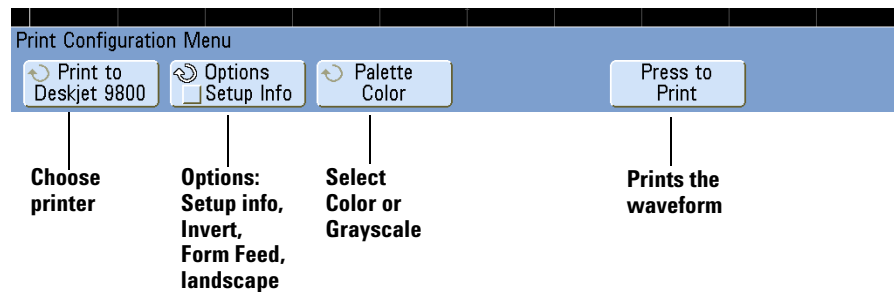 Print Configuration Menu
Print to
Deskjet 9800
Options
Setup Info
Palette
Color
Press to
Print
Choose
printer
Options:
Setup info,
Invert,
Form Feed,
landscape
Select
Color or
Grayscale
Prints the
waveform